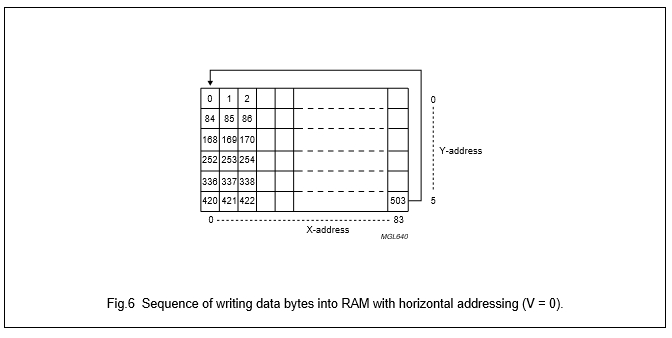 0 1 2
0
84 85 86
168 169 170
Y-address
252 253 254
336 337 338
420 421 422 503 5
0 83
X-address
MGL640
Fig.6 Sequence of writing data bytes into RAM with horizontal addressing (V = 0).